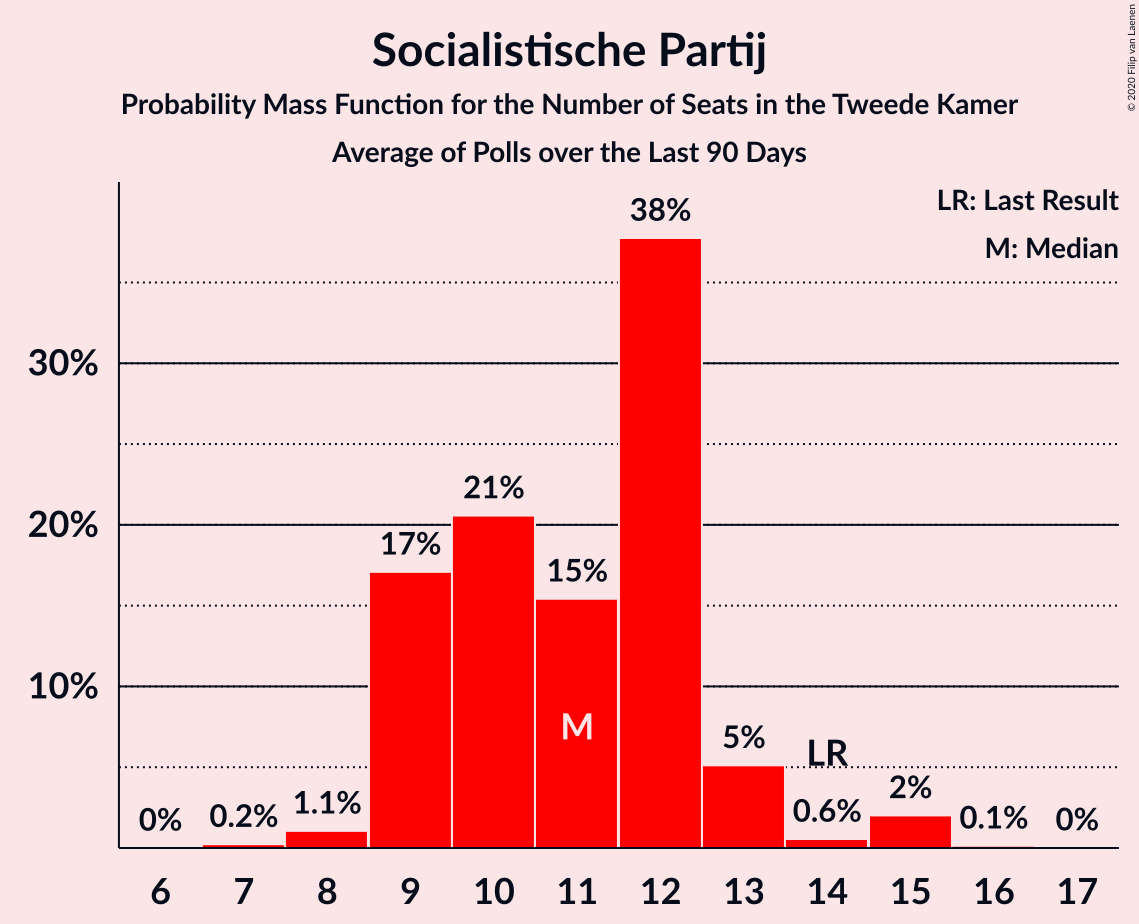 Socialistische Partij
Probability Mass Function for the Number of Seats in the Tweede Kamer
Average of Polls over the Last 90 Days
© 2020 Filip van Laenen
LR: Last Result
M: Median
30%
20%
10%
0%
0.2%
1.1%
17%
21%
15%
38%
5%
0.6%
2%
0.1%
0%
M
LR
6 7 8 9 10 11 12 13 14 15 16 17